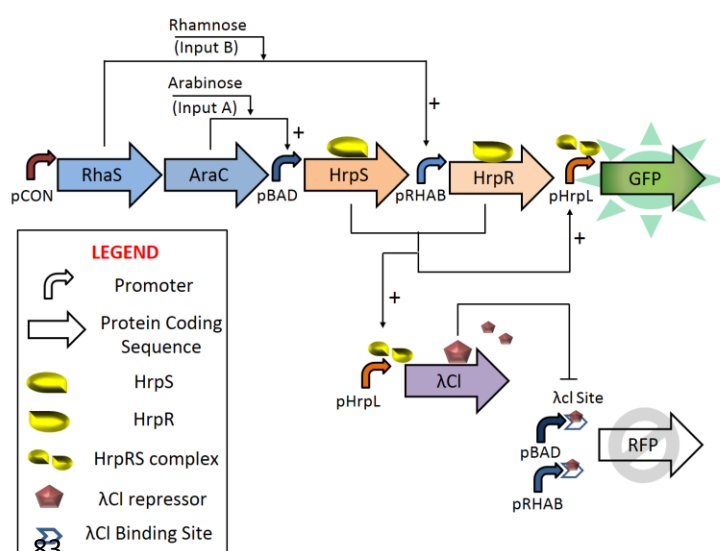 Rhamnose
(Input B)
Arabinose
(Input A)
+
+
+
pCON
RhaS
AraC
pBAD
HrpS
pRHAB
HrpR
pHrpL
GFP
+
LEGEND
Promoter
Protein Coding
Sequence
HrpS
HrpR
HrpRS complex
λCI repressor
λCI Binding Site
83
pHrpL
λCI
λcI Site
pBAD
pRHAB
RFP